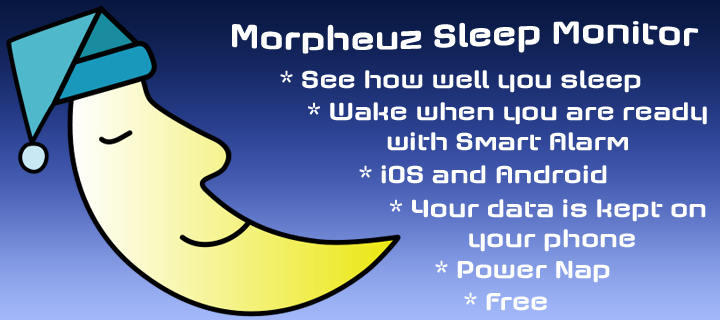 Morpheuz Sleep Monitor
* See how well you sleep
* Wake when you are ready
with Smart Alarm
* iOS and Android
* Your data is kept on
your phone
* Power Nap
* Free